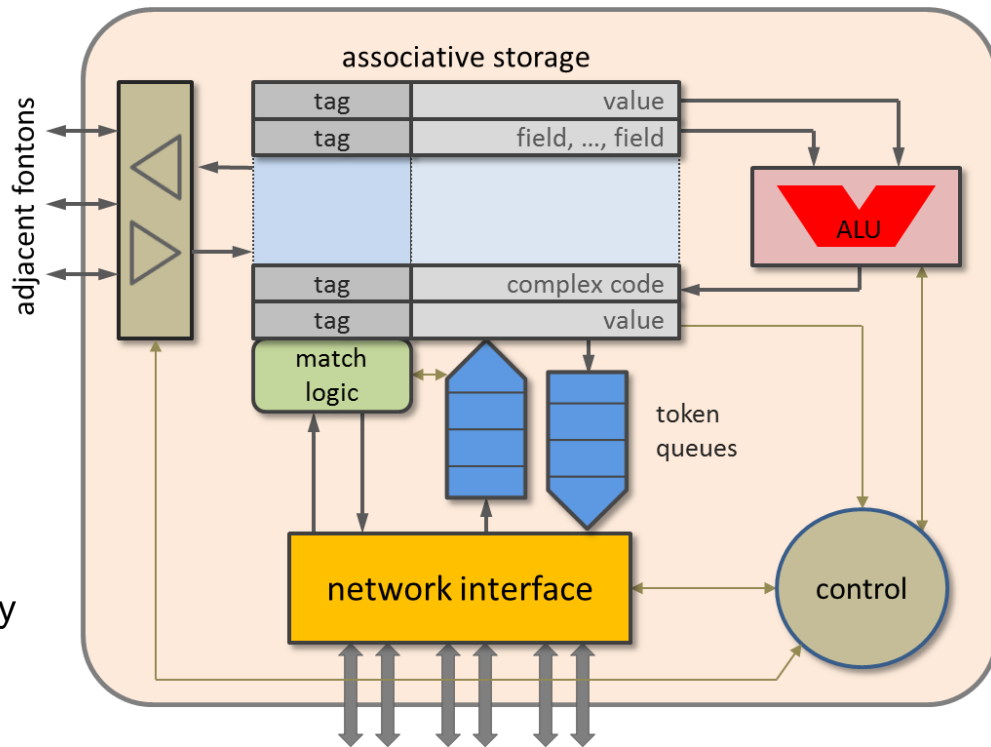 associative storage
tag value
tag field, ..., field
adjacent fontons
ALU
tag complex code
tag value
match
logic
token
queues
network interface
control
y